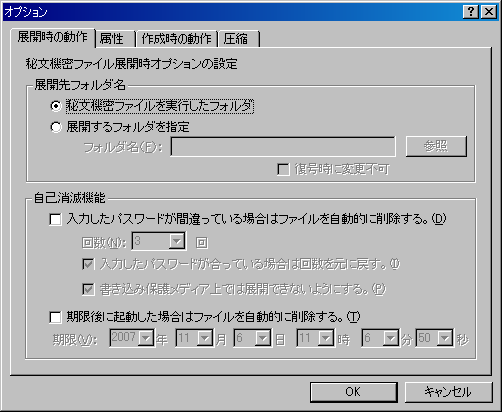 オプション
展開時の動作 属性 作成時の動作 圧縮
秘文機密ファイル展開時オプションの設定
展開先フォルダ名
秘文機密ファイルを実行したフォルダ
展開するフォルダを指定
フォルダ名(F): 参照
復号時に変更不可
自己消滅機能
入力したパスワードが間違っている場合はファイルを自動的に削除する。(D)
回数(N): 3 回
入力したパスワードが合っている場合は回数を元に戻す。(I)
書き込み保護メディア上では展開できないようにする。(P)
期限後に起動した場合はファイルを自動的に削除する。(T)
期限(V): 2007 年 11 月 6 日 11 時 6 分 50 秒
OK キャンセル